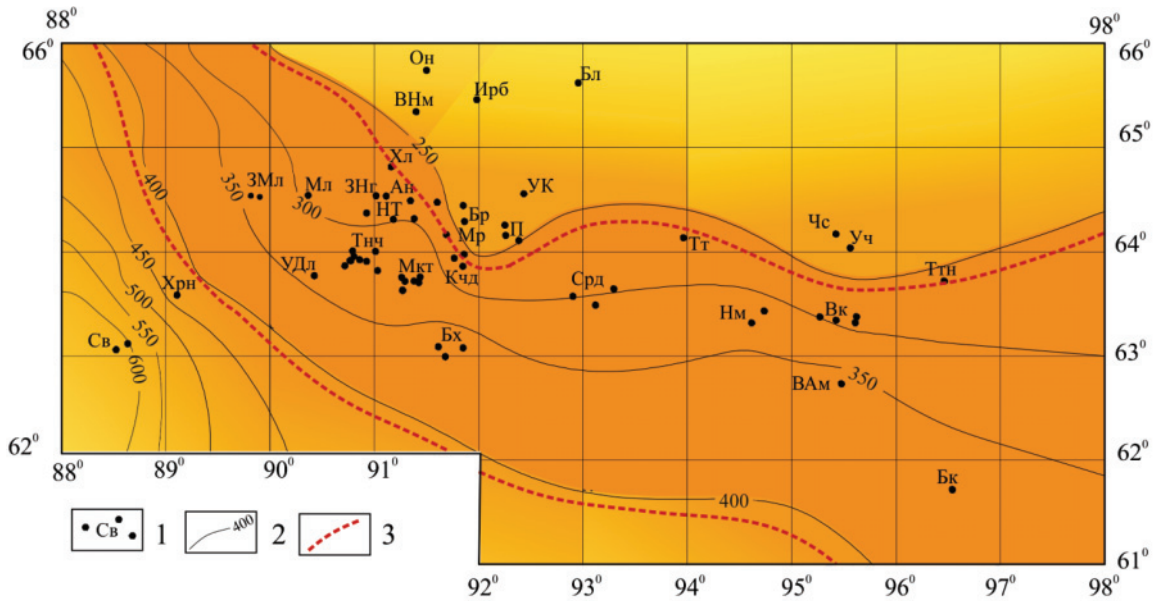 88⁰ 98⁰
66⁰ 66⁰
Он
Бл
Ирб
ВНм
65⁰ 65⁰
Хл
250
ЗМл Мл ЗНг Ан УК
350
400
300
НТ
Бр
П
Чс
Мр
Уч
Тт
64⁰ 64⁰
Тнч
450
УДл
Мкт
Кчд
Срд
Ттн
Хрн
500
Нм
Вк
550
Св
Бх
600
63⁰ 63⁰
350
ВАм
62⁰ 62⁰
88⁰ 89⁰ 90⁰ 91⁰
Бк
400
Св 1 400 2 3
61⁰
92⁰ 93⁰ 94⁰ 95⁰ 96⁰ 97⁰ 98⁰